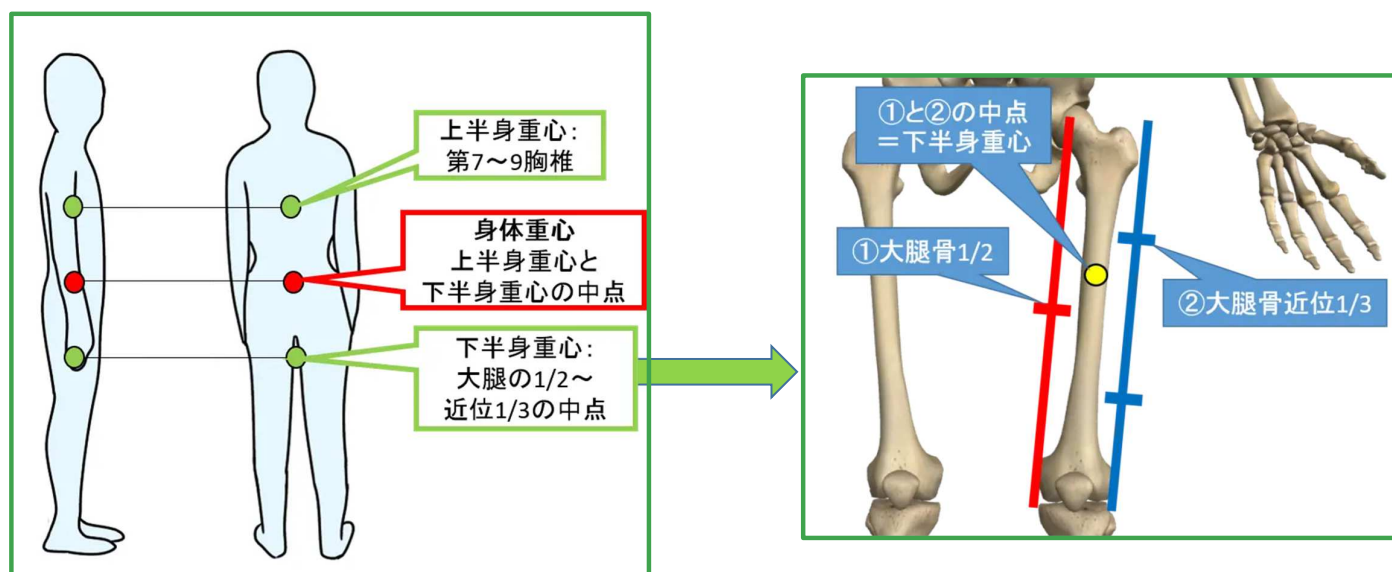 上半身重心：
第7～9胸椎
身体重心
上半身重心と
下半身重心の中点
下半身重心：
大腿の1/2～
近位1/3の中点
①と②の中点
＝下半身重心
①大腿骨1/2
②大腿骨近位1/3